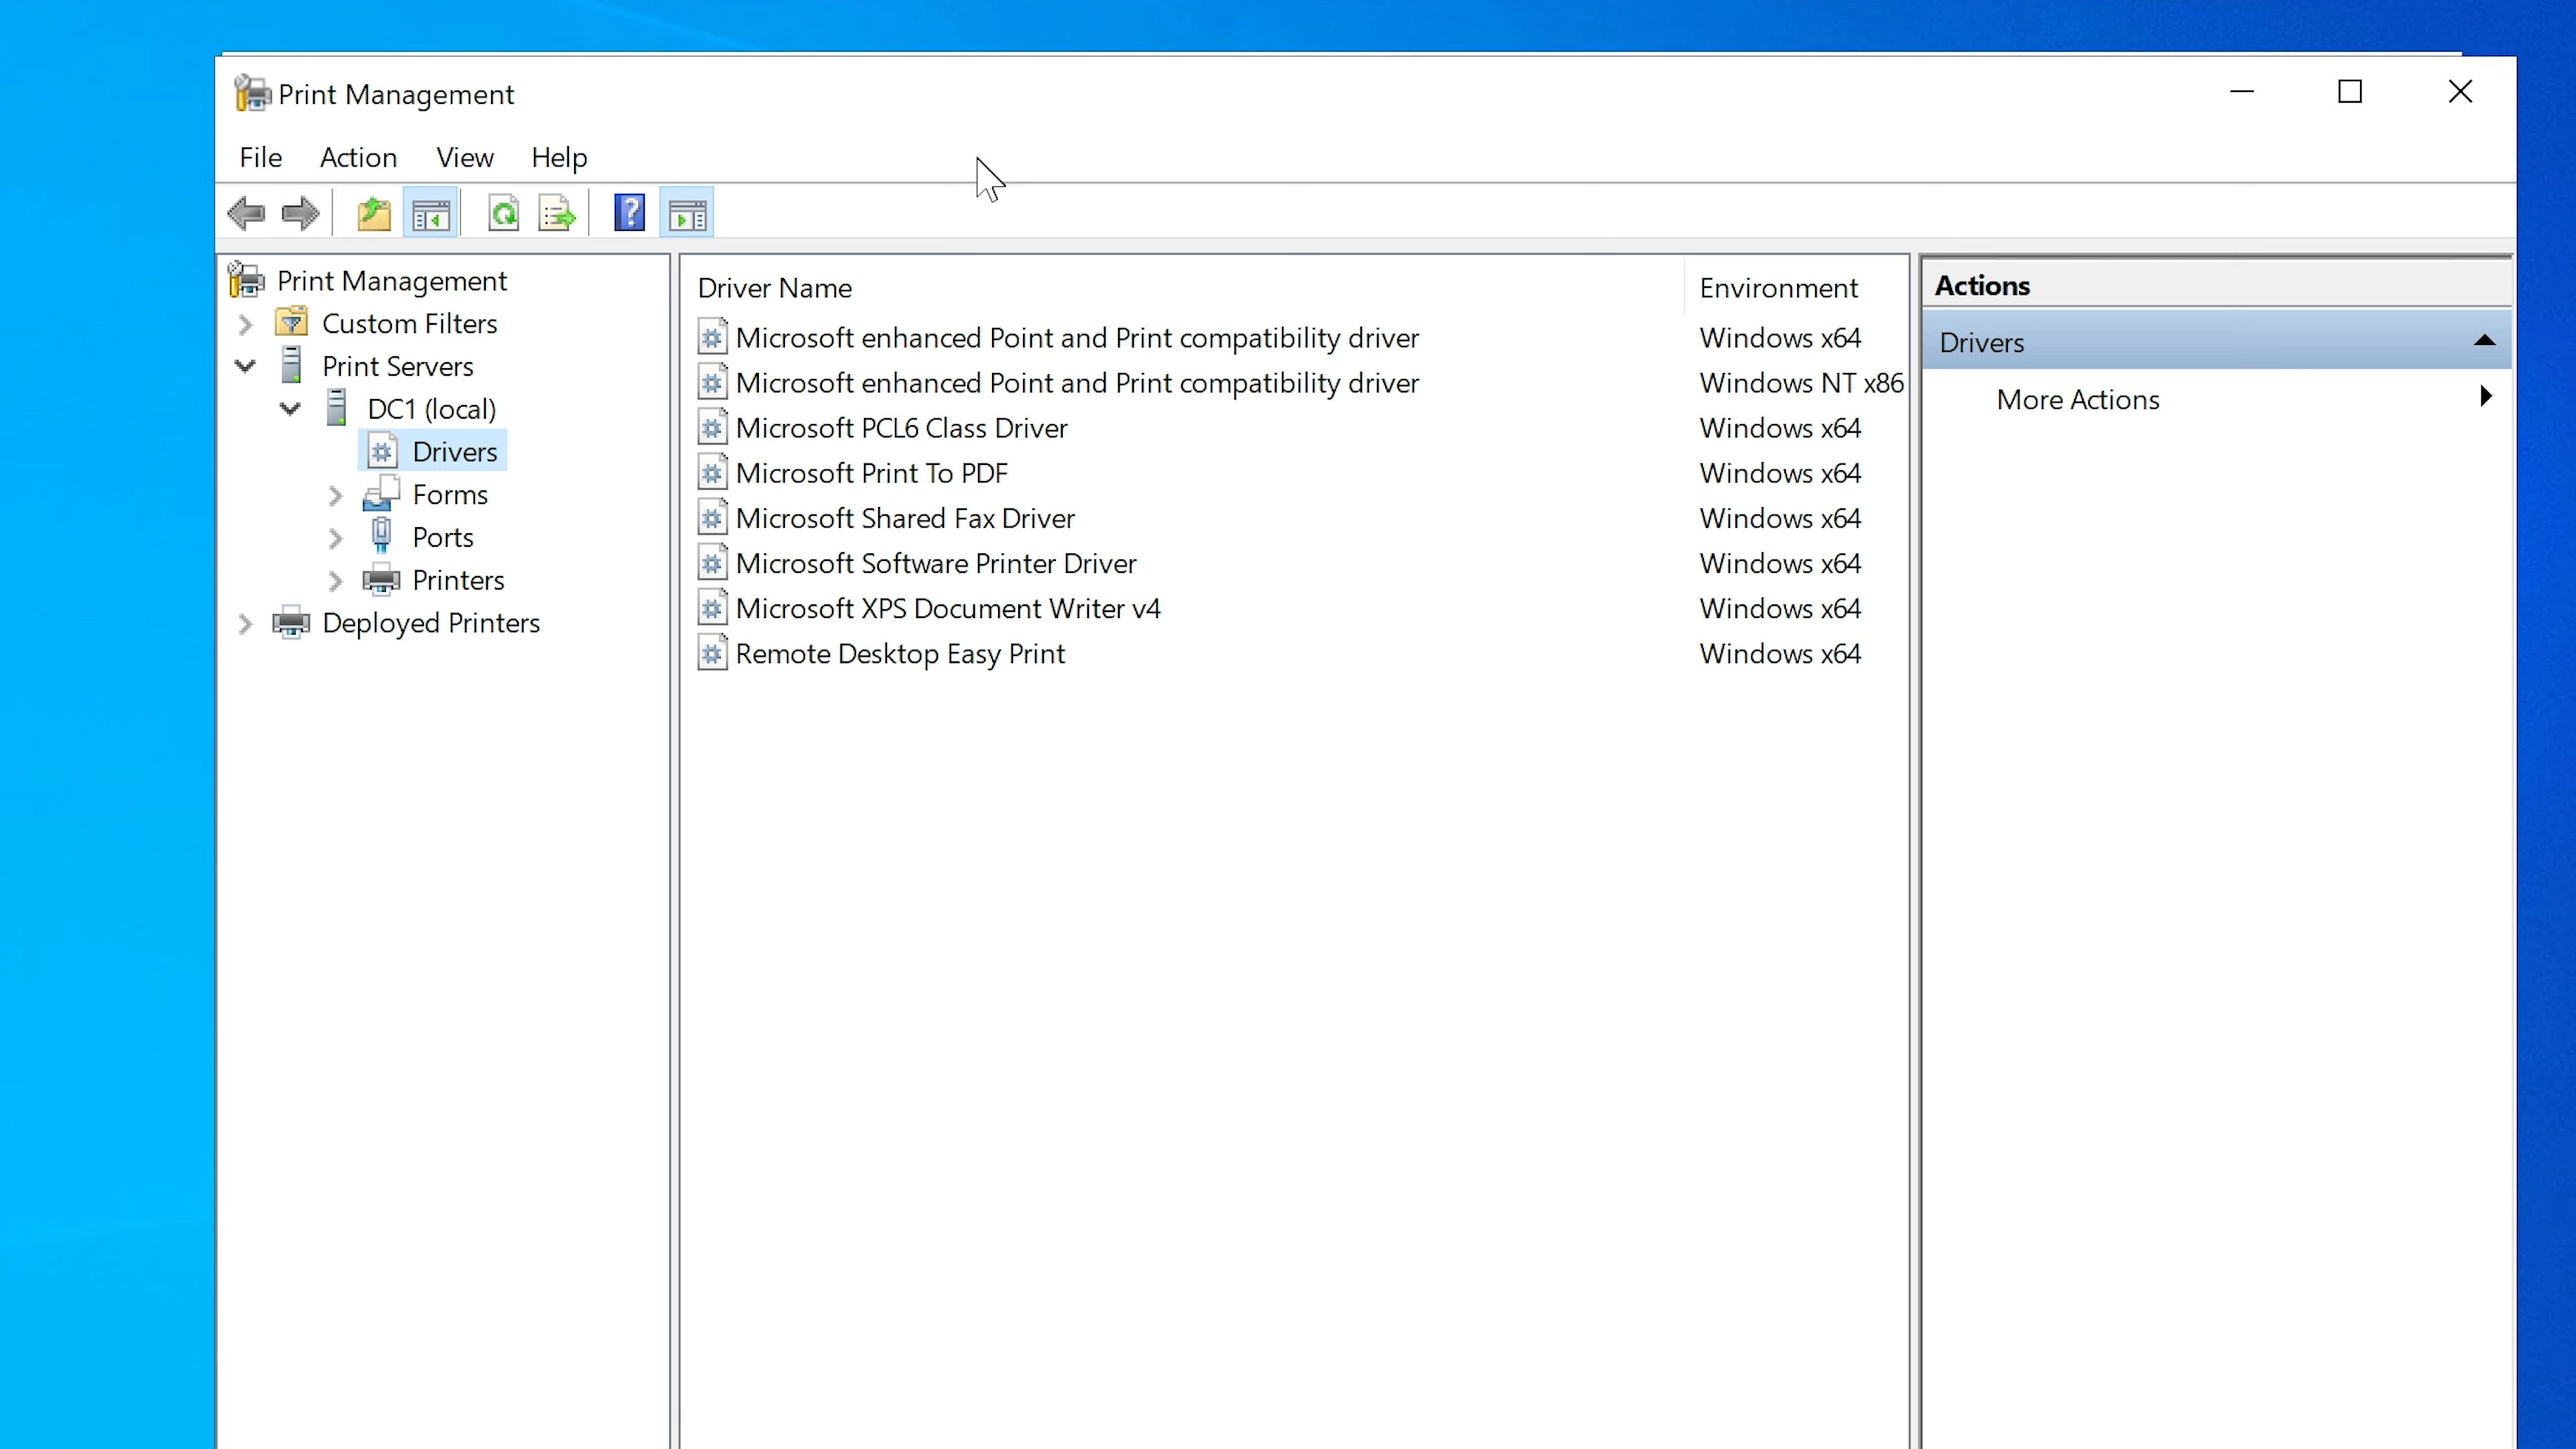 Print Management
File Action View Help
Print Management
Custom Filters
Print Servers
DC1 (local)
Drivers
Forms
Ports
Printers
Deployed Printers
Driver Name Environment
Microsoft enhanced Point and Print compatibility driver Windows x64
Microsoft enhanced Point and Print compatibility driver Windows NT x86
Microsoft PCL6 Class Driver Windows x64
Microsoft Print To PDF Windows x64
Microsoft Shared Fax Driver Windows x64
Microsoft Software Printer Driver Windows x64
Microsoft XPS Document Writer v4 Windows x64
Remote Desktop Easy Print Windows x64
Actions
Drivers
More Actions